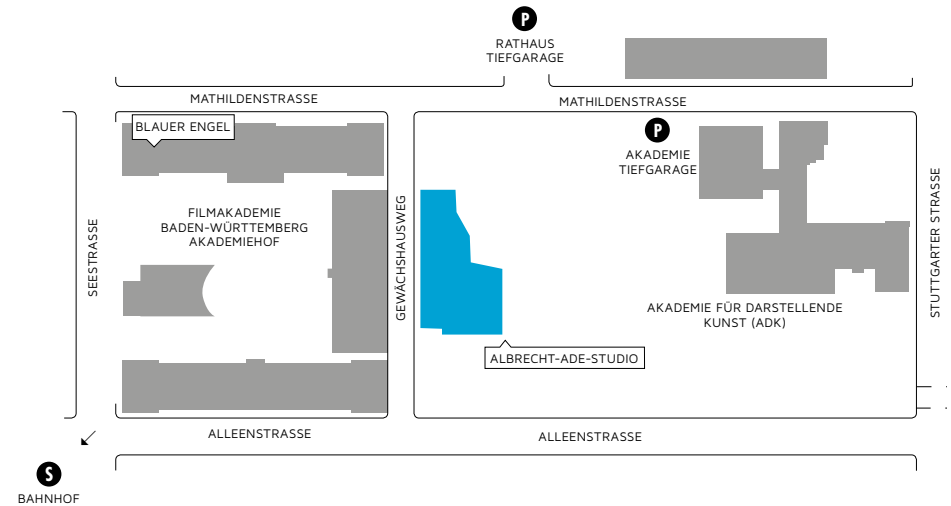 P
RATHAUS
TIEFGARAGE
MATHILDENSTRASSE
MATHILDENSTRASSE
BLAUER ENGEL
P
AKADEMIE
TIEFGARAGE
FILMAKADEMIE
BADEN-WÜRTTEMBERG
AKADEMIEHOF
SEESTRASSE
GEWÄCHSHAUSWEG
STUTTGARTER STRASSE
AKADEMIE FÜR DARSTELLENDE
KUNST (ADK)
ALBRECHT-ADE-STUDIO
ALLEENSTRASSE
ALLEENSTRASSE
S
BAHNHOF